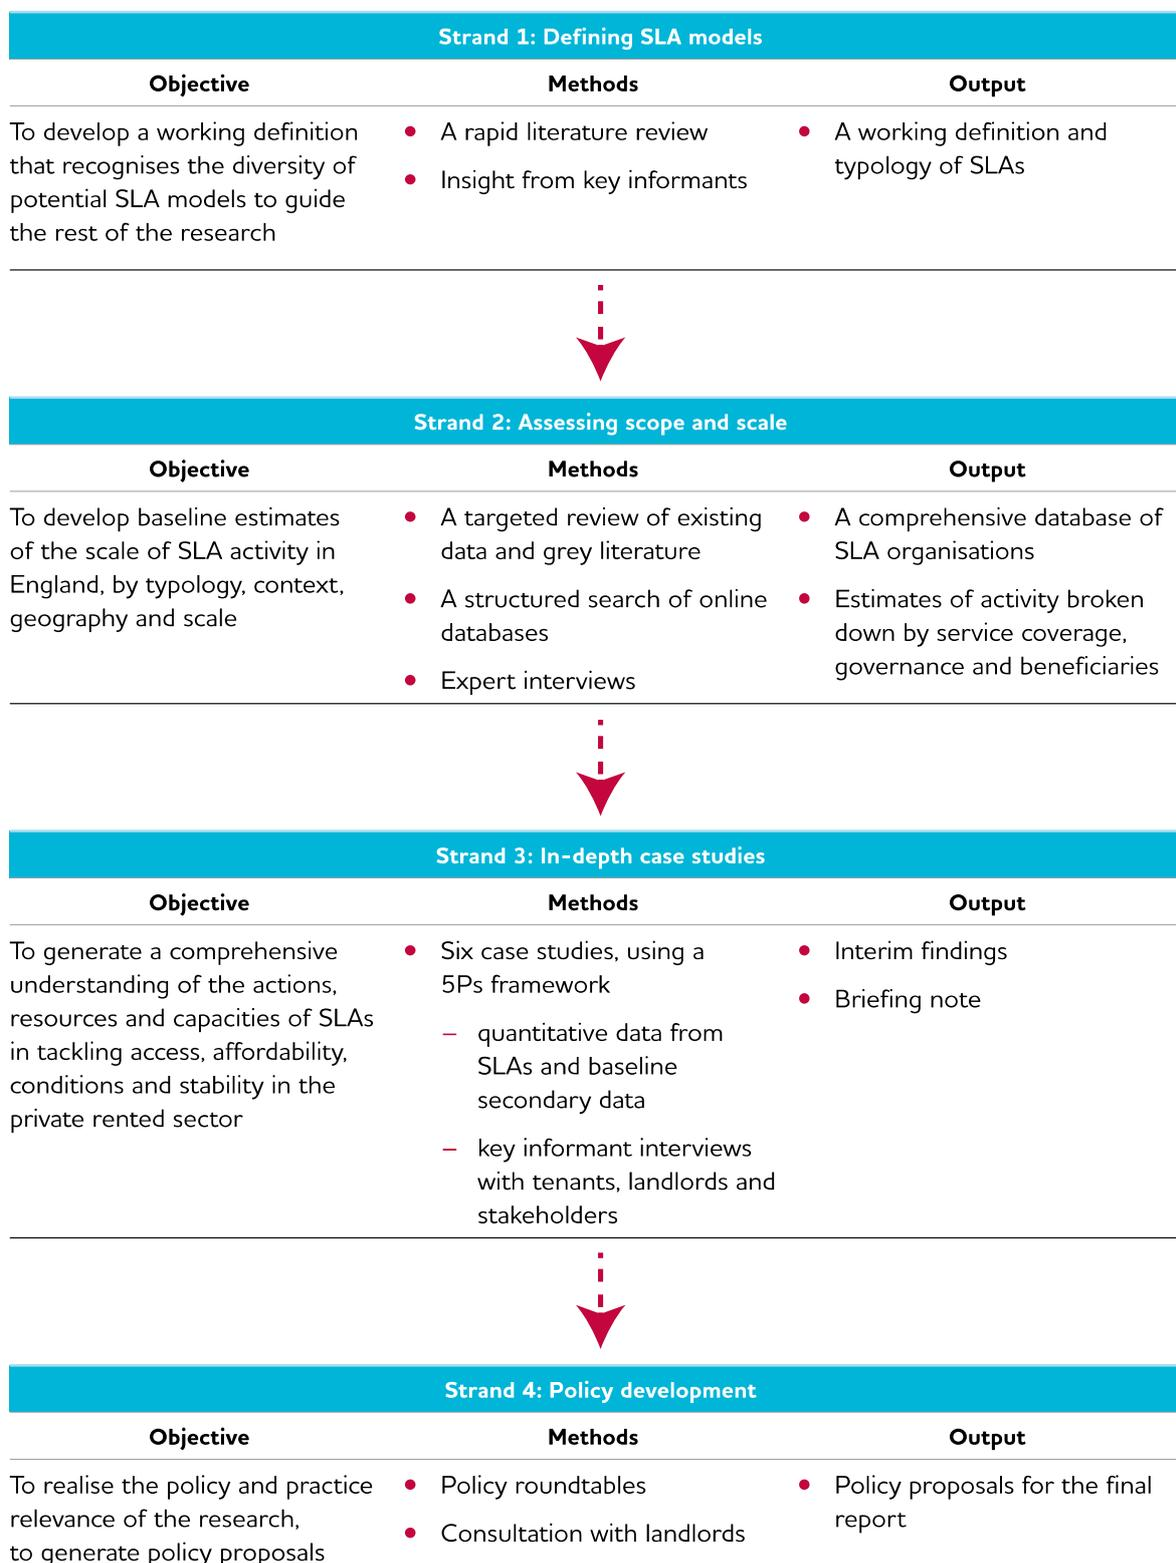 Strand 1: Defining SLA models
Objective
Methods
Output
To develop a working definition
that recognises the diversity of
potential SLA models to guide
the rest of the research
• A rapid literature review
• Insight from key informants
• A working definition and
typology of SLAs
Strand 2: Assessing scope and scale
Objective
Methods
Output
To develop baseline estimates
of the scale of SLA activity in
England, by typology, context,
geography and scale
• A targeted review of existing
data and grey literature
• A structured search of online
databases
• Expert interviews
• A comprehensive database of
SLA organisations
• Estimates of activity broken
down by service coverage,
governance and beneficiaries
Strand 3: In-depth case studies
Objective
Methods
Output
To generate a comprehensive
understanding of the actions,
resources and capacities of SLAs
in tackling access, affordability,
conditions and stability in the
private rented sector
• Six case studies, using a
5Ps framework
– quantitative data from
SLAs and baseline
secondary data
– key informant interviews
with tenants, landlords and
stakeholders
• Interim findings
• Briefing note
Strand 4: Policy development
Objective
Methods
Output
To realise the policy and practice
relevance of the research,
to generate policy proposals
• Policy roundtables
• Consultation with landlords
• Policy proposals for the final
report